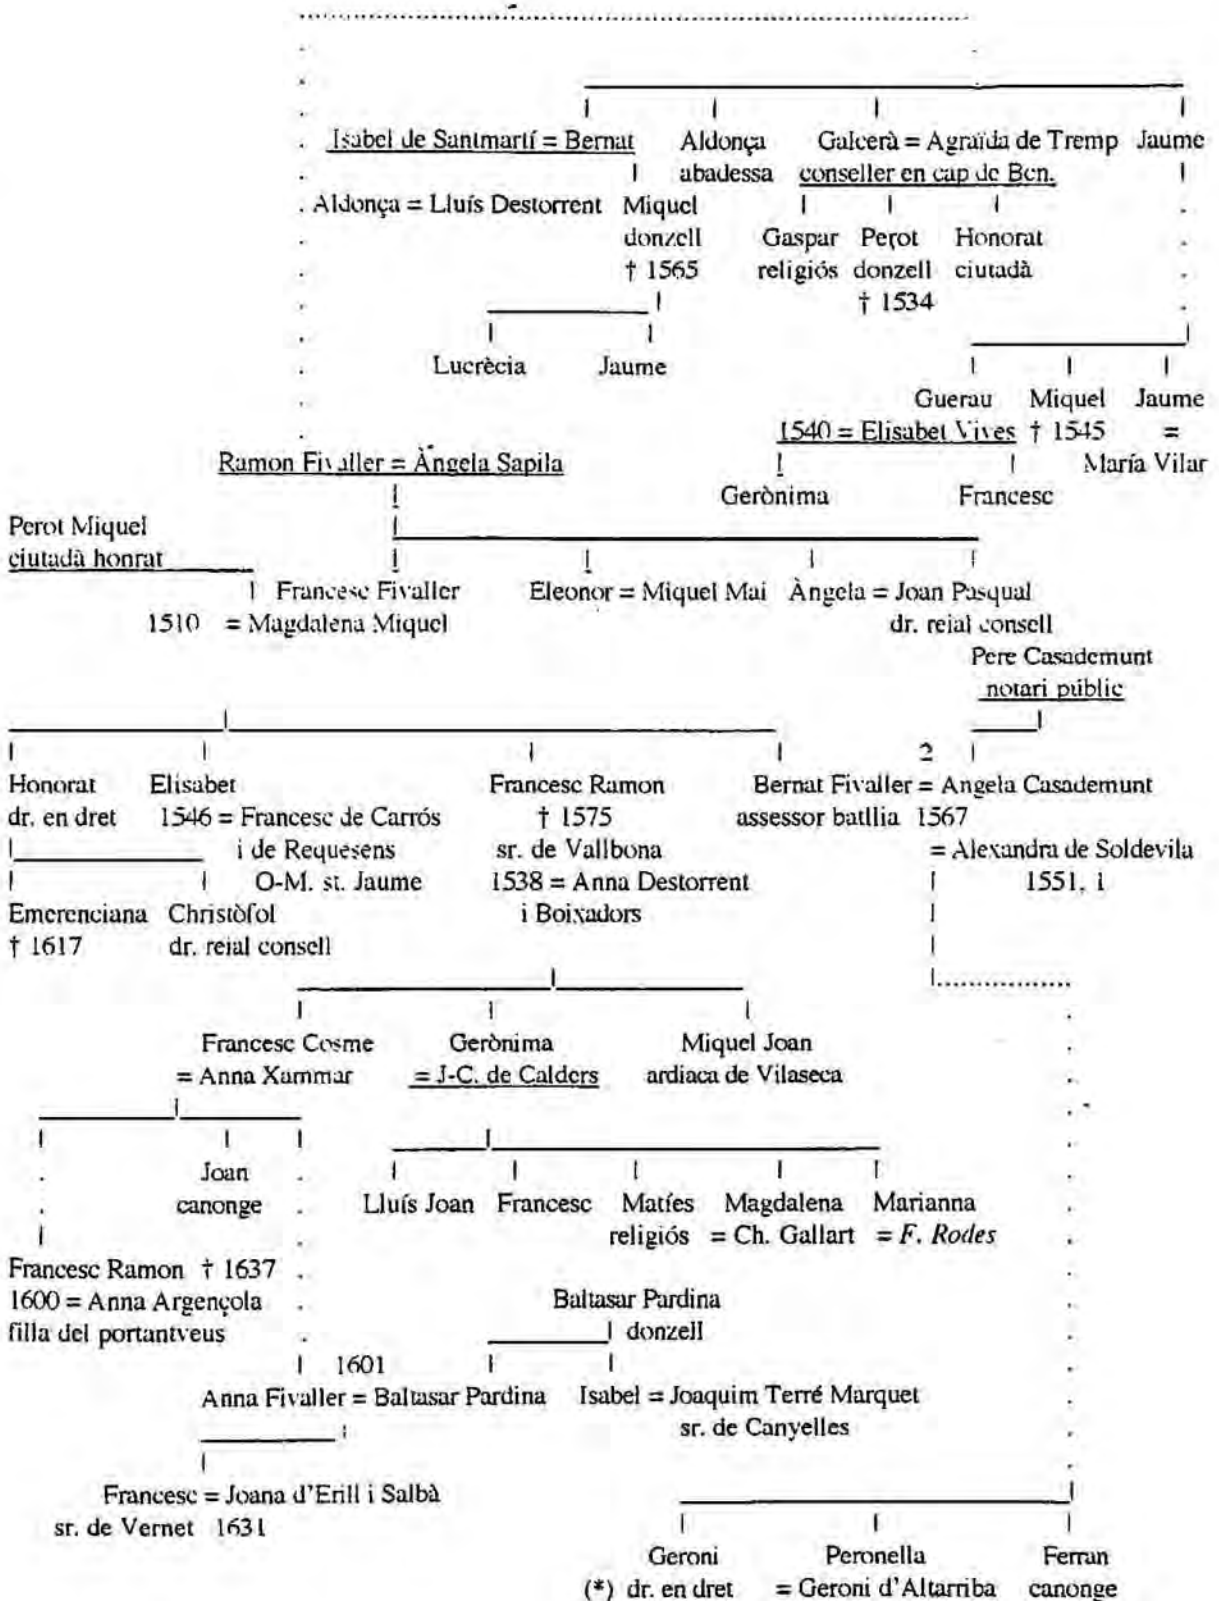 Isabel de Santmartí = Bernat Aldonça Galcerà = Agraïda de Tremp Jaume
abadessa conseller en cap de Bcn.
Aldonça = Lluís Destorrent Miquel
donzell Gaspar Perot Honorat
† 1565 religiós donzell ciutadà
† 1534
Lucrècia Jaume
Guerau Miquel Jaume
1540 = Elisabet Vives † 1545 =
Ramon Fivaller = Àngela Sapila María Vilar
Gerònima Francesc
Perot Miquel
ciutadà honrat
Francesc Fivaller Eleonor = Miquel Mai Àngela = Joan Pasqual
1510 = Magdalena Miquel dr. reial consell
Pere Casademunt
notari públic
2
Honorat Elisabet Francesc Ramon Bernat Fivaller = Angela Casademunt
dr. en dret 1546 = Francesc de Carrós † 1575 assessor batllia 1567
i de Requesens sr. de Vallbona = Alexandra de Soldevila
O-M. st. Jaume 1538 = Anna Destorrent 1551, i
Emerenciana Christòfol i Boixadors
† 1617 dr. reial consell
Francesc Cosme Gerònima Miquel Joan
= Anna Xammar = J-C. de Calders ardiaca de Vilaseca
Joan
canonge Lluís Joan Francesc Matíes Magdalena Marianna
religiós = Ch. Gallart = F. Rodes
Francesc Ramon † 1637
1600 = Anna Argençola Baltasar Pardina
filla del portantveus donzell
1601
Anna Fivaller = Baltasar Pardina Isabel = Joaquim Terré Marquet
sr. de Canyelles
Francesc = Joana d'Erill i Salbà
sr. de Vernet 1631
Geroni Peronella Ferran
(*) dr. en dret = Geroni d'Altarriba canonge